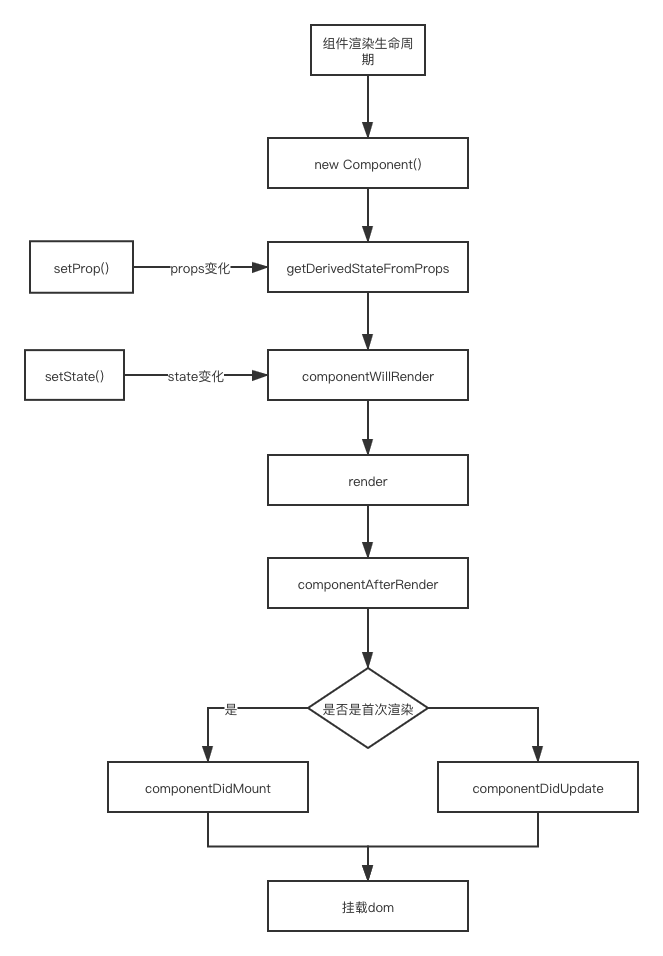 组件渲染生命周
期
new Component()
setProp()
props变化
getDerivedStateFromProps
setState()
state变化
componentWillRender
render
componentAfterRender
是
是否是首次渲染
componentDidMount
componentDidUpdate
挂载dom